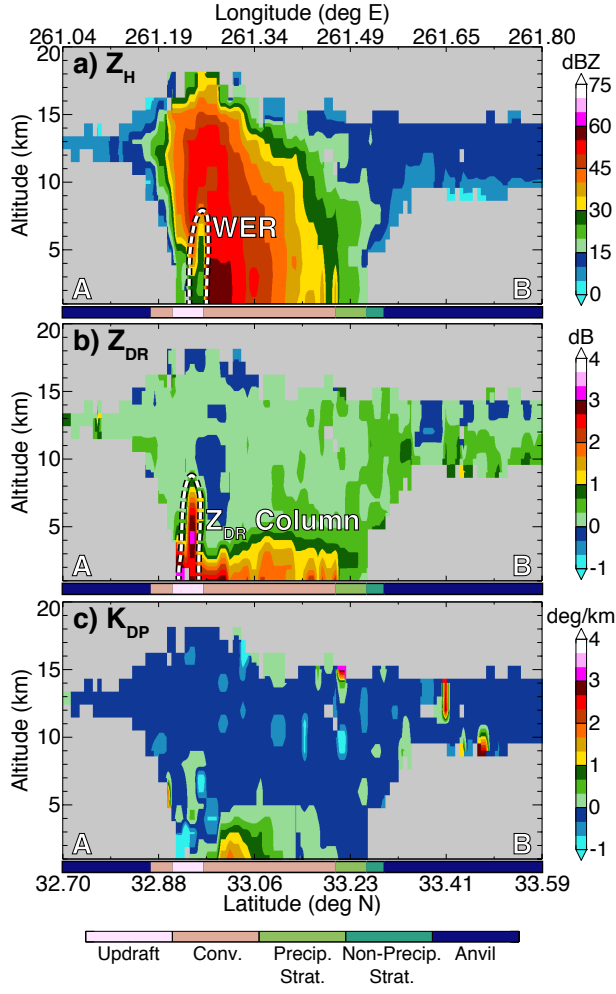 Longitude (deg E)
261.04 261.19 261.34 261.49 261.65 261.80
a) Z_H
dBZ
20
15
10
5
Altitude (km)
WER
A
B
75
60
45
30
15
0
b) Z_DR
dB
20
15
10
5
Altitude (km)
Z_DR Column
A
B
4
3
2
1
0
-1
c) K_DP
deg/km
20
15
10
5
Altitude (km)
A
B
4
3
2
1
0
-1
32.70 32.88 33.06 33.23 33.41 33.59
Latitude (deg N)
Updraft Conv. Precip. Strat. Non-Precip. Strat. Anvil